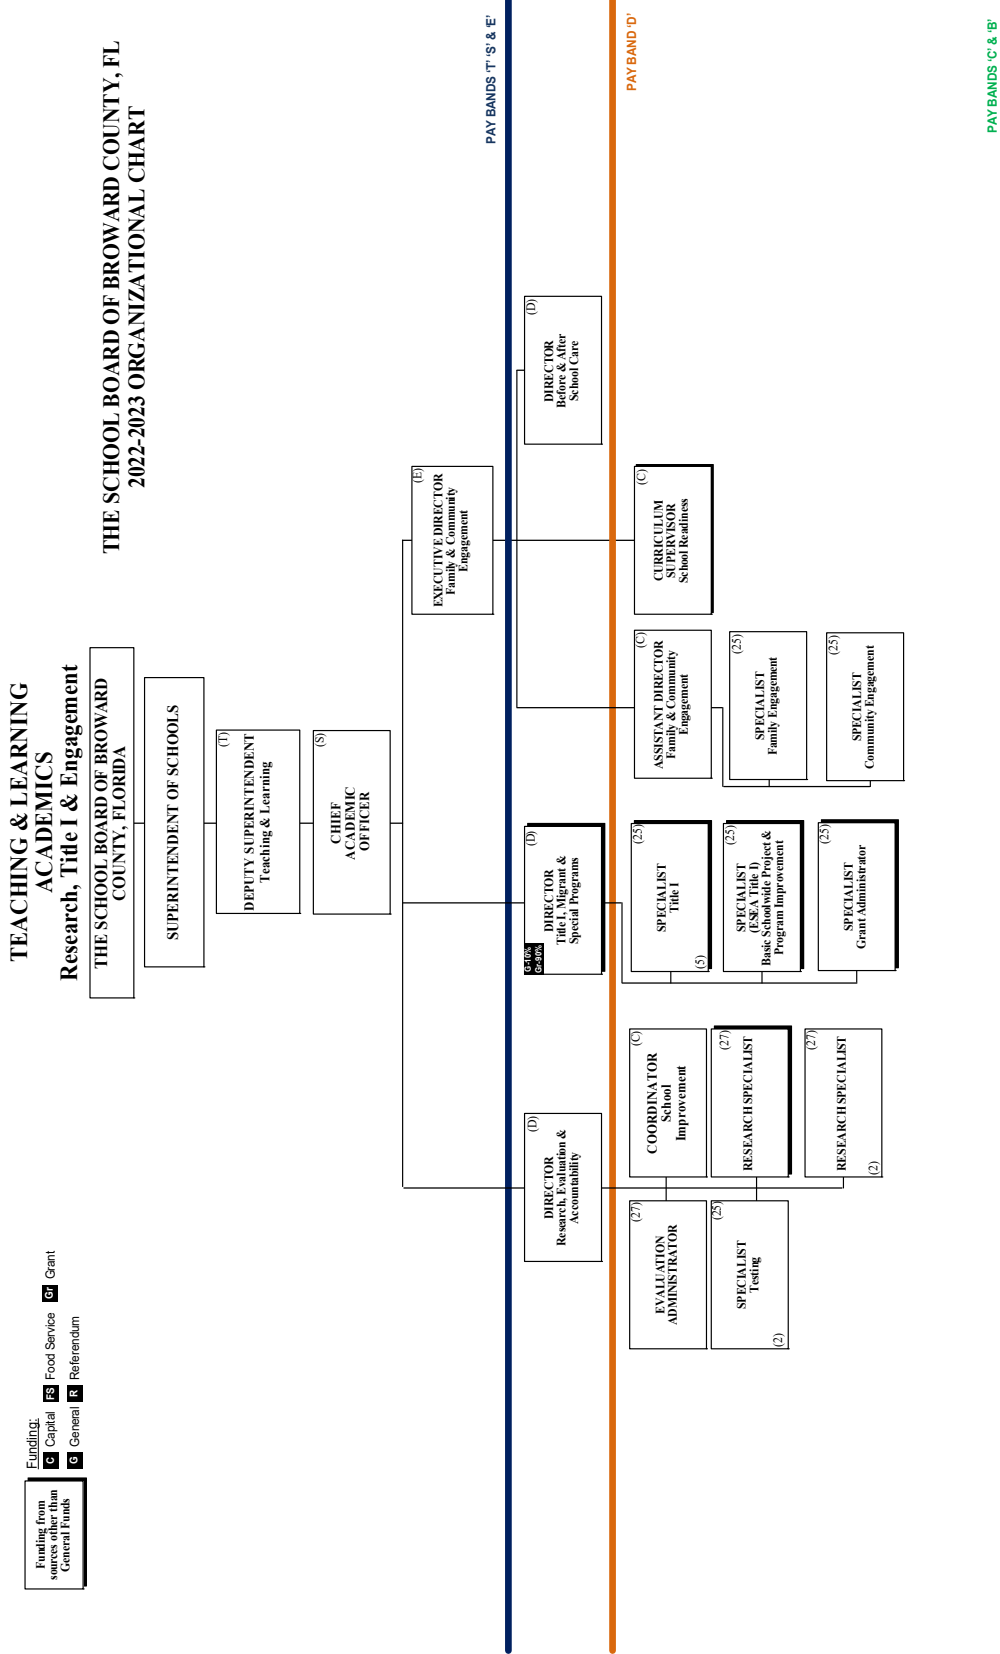 TEACHING & LEARNING
ACADEMICS
Research, Title I & Engagement
THE SCHOOL BOARD OF BROWARD COUNTY, FL
2022-2023 ORGANIZATIONAL CHART
Funding from
sources other than
General Funds
Funding:
C Capital FS Food Service Gr Grant
G General R Referendum
THE SCHOOL BOARD OF BROWARD
COUNTY, FLORIDA
SUPERINTENDENT OF SCHOOLS
(T)
DEPUTY SUPERINTENDENT
Teaching & Learning
(S)
CHIEF
ACADEMIC
OFFICER
(E)
EXECUTIVE DIRECTOR
Family & Community
Engagement
PAY BANDS 'T' 'S' & 'E'
(D)
DIRECTOR
Research, Evaluation &
Accountability
G-10%
Gr-90%
(D)
DIRECTOR
Title I, Migrant &
Special Programs
(D)
DIRECTOR
Before & After
School Care
PAY BAND 'D'
(27)
EVALUATION
ADMINISTRATOR
(C)
COORDINATOR
School
Improvement
(25)
SPECIALIST
Testing
(2)
(27)
RESEARCH SPECIALIST
(27)
RESEARCH SPECIALIST
(2)
(25)
SPECIALIST
Title I
(5)
(25)
SPECIALIST
(ESEA Title I)
Basic Schoolwide Project &
Program Improvement
(25)
SPECIALIST
Grant Administrator
(C)
ASSISTANT DIRECTOR
Family & Community
Engagement
(25)
SPECIALIST
Family Engagement
(25)
SPECIALIST
Community Engagement
(C)
CURRICULUM
SUPERVISOR
School Readiness
PAY BANDS 'C' & 'B'